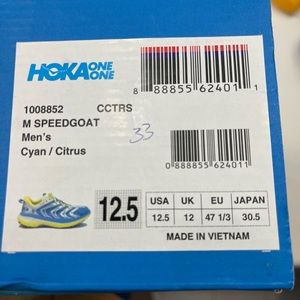 HOKA ONE ONE
8 88855 62401 1
1008852 CCTRS
M SPEEDGOAT
Men's
Cyan / Citrus
33
0 888855 624011
12.5
USA UK EU JAPAN
12.5 12 47 1/3 30.5
MADE IN VIETNAM